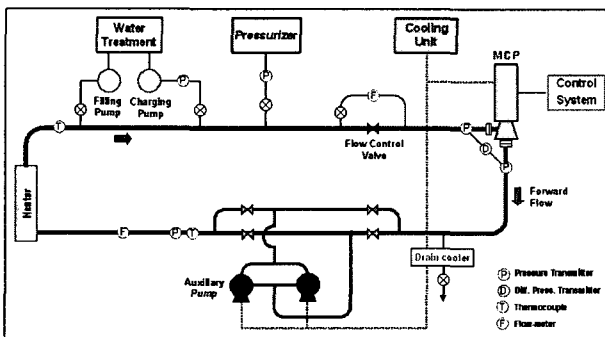 Water
Treatment
Pressurizer
Cooling
Unit
MCP
Control
System
P
P
F
Filling
Pump
Charging
Pump
T
Flow Control
Valve
P
D
P
Forward
Flow
Heater
F
P
T
Drain cooler
Auxiliary
Pump
P Pressure Transmitter
D Diff. Press. Transmitter
T Thermocouple
F Flow-meter